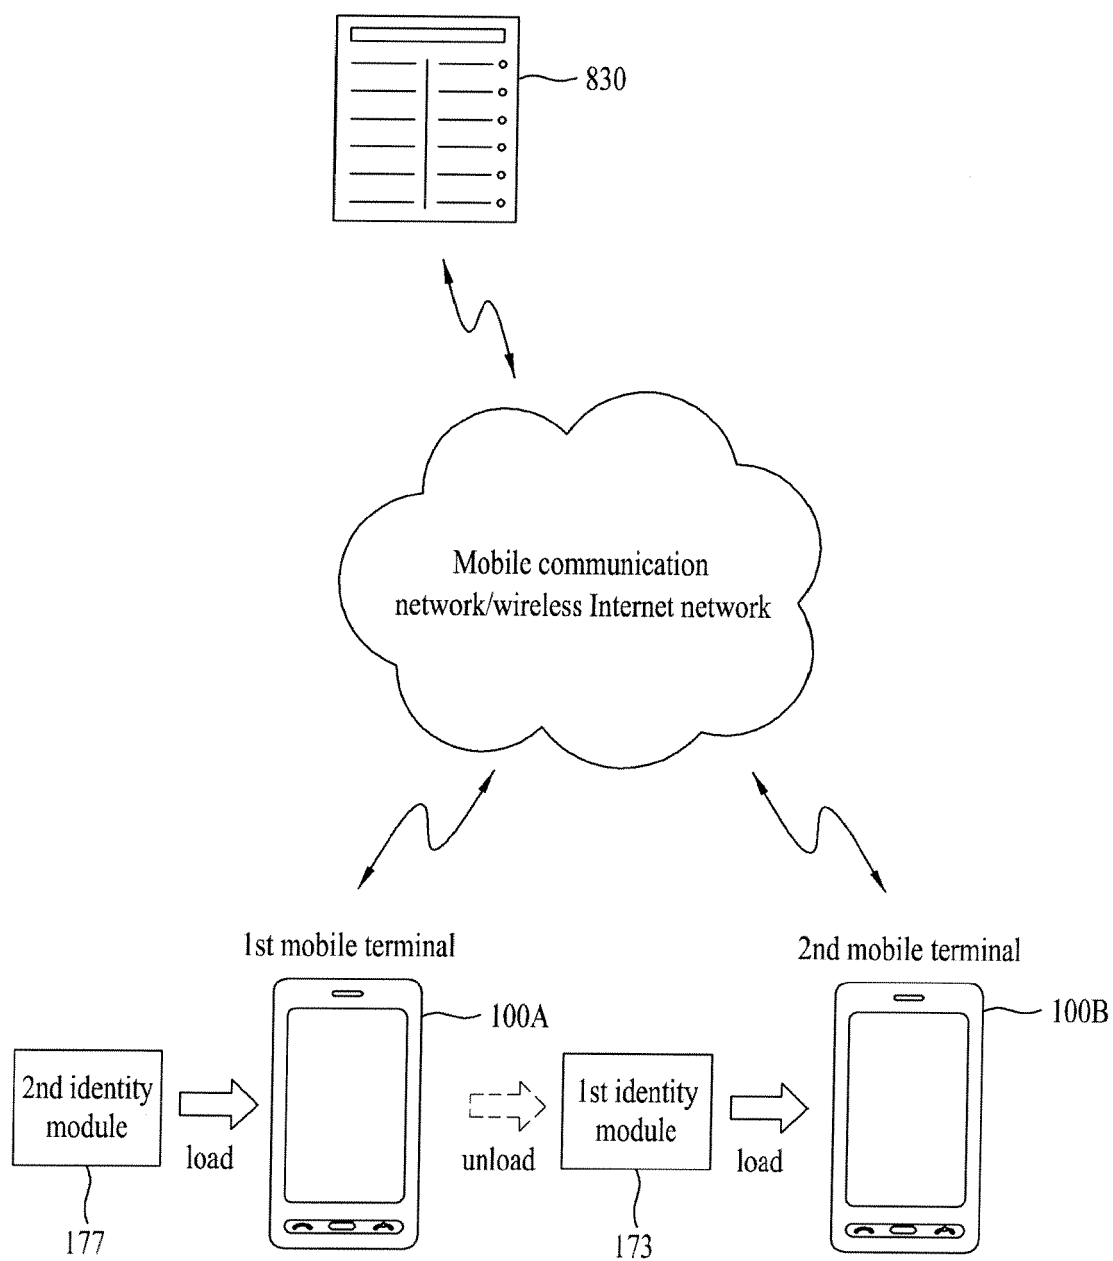 830
Mobile communication
network/wireless Internet network
1st mobile terminal
2nd mobile terminal
100A
100B
2nd identity
module
load
unload
1st identity
module
load
177
173